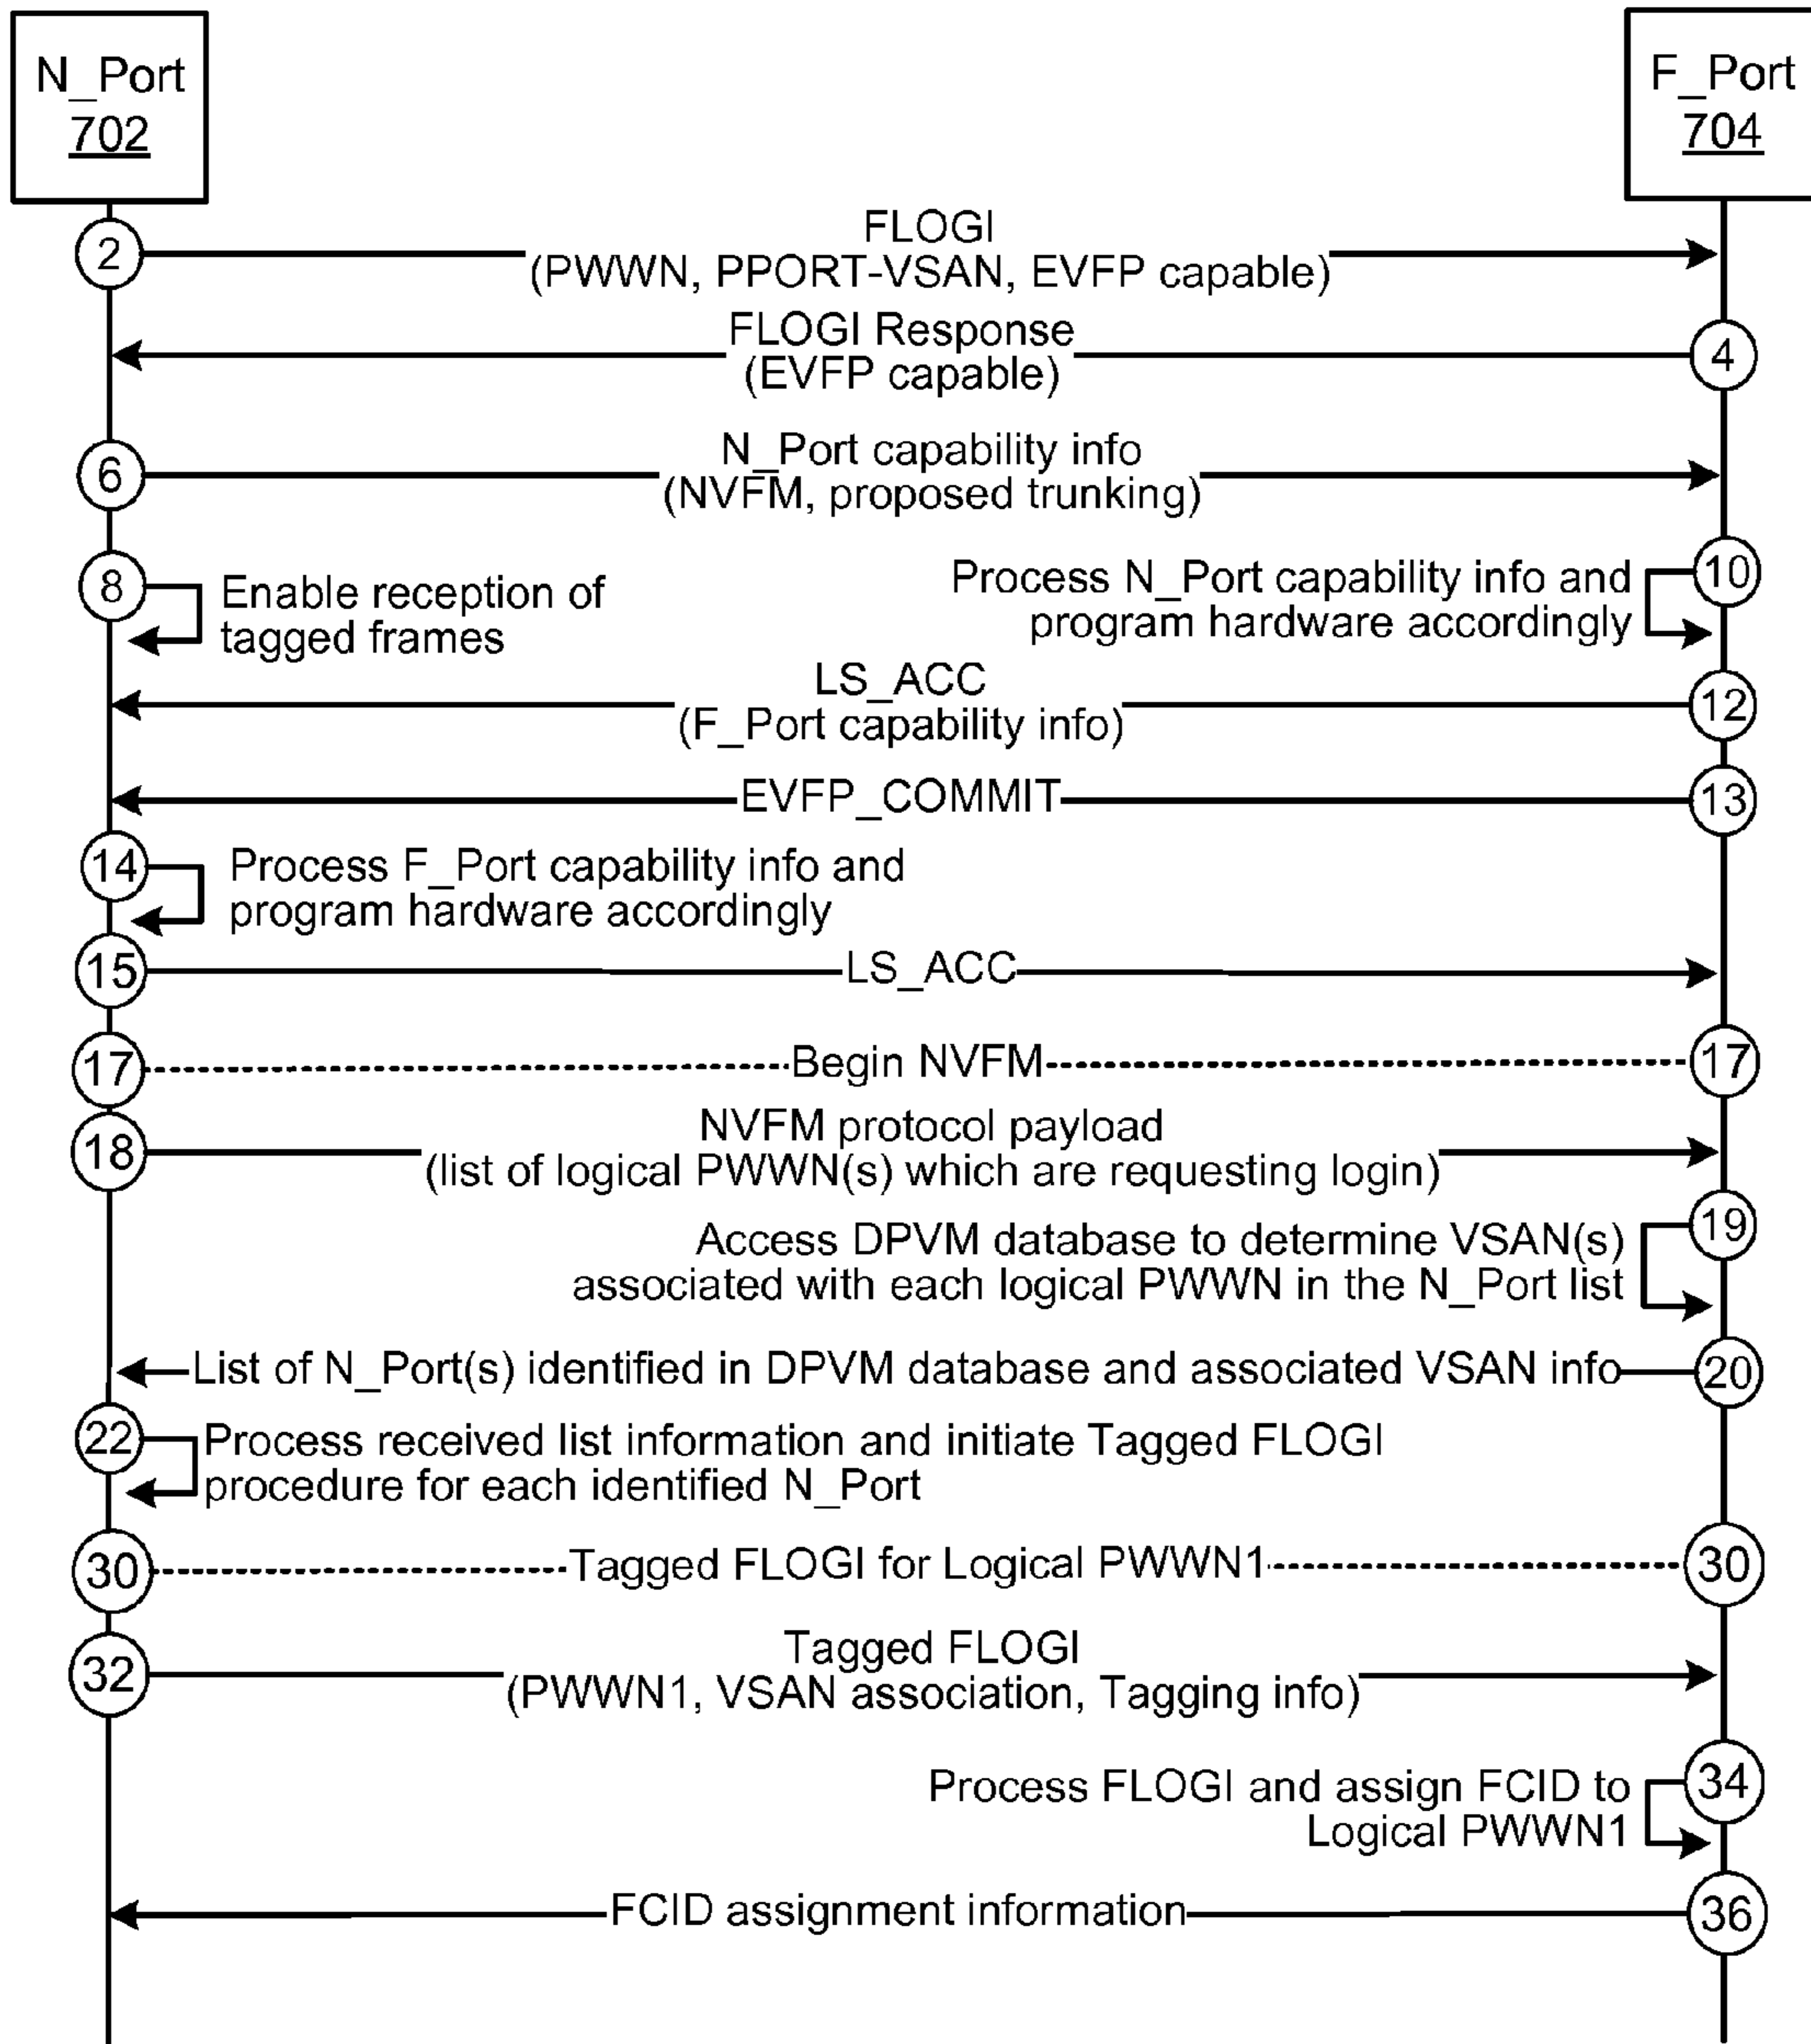 N_Port
702
F_Port
704
2
FLOGI
(PWWN, PPORT-VSAN, EVFP capable)
FLOGI Response
(EVFP capable)
4
6
N_Port capability info
(NVFM, proposed trunking)
8
Enable reception of
tagged frames
Process N_Port capability info and
program hardware accordingly
10
LS_ACC
(F_Port capability info)
12
EVFP_COMMIT
13
14
Process F_Port capability info and
program hardware accordingly
15
LS_ACC
17
Begin NVFM
17
18
NVFM protocol payload
(list of logical PWWN(s) which are requesting login)
19
Access DPVM database to determine VSAN(s)
associated with each logical PWWN in the N_Port list
List of N_Port(s) identified in DPVM database and associated VSAN info
20
22
Process received list information and initiate Tagged FLOGI
procedure for each identified N_Port
30
Tagged FLOGI for Logical PWWN1
30
32
Tagged FLOGI
(PWWN1, VSAN association, Tagging info)
Process FLOGI and assign FCID to
Logical PWWN1
34
FCID assignment information
36